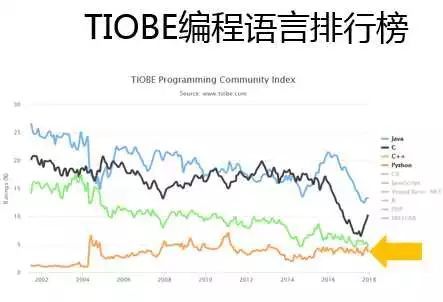 TIOBE编程语言排行榜
TIOBE Programming Community Index
Source: www.tiobe.com
Ratings (%)
30
25
20
15
10
5
0
2002
2004
2006
2008
2010
2012
2014
2016
2018
Java
C
C++
Python
C#
JavaScript
Visual Basic .NET
R
PHP